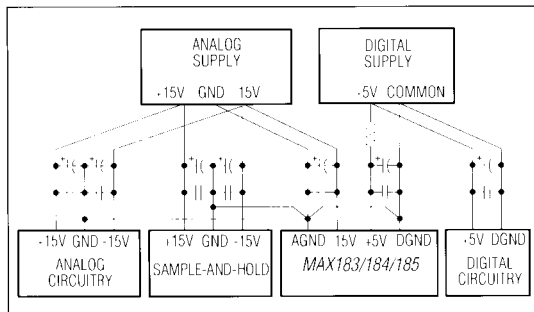 ANALOG
SUPPLY
+15V GND 15V
DIGITAL
SUPPLY
+5V COMMON
+15V GND -15V
ANALOG
CIRCUITRY
+15V GND -15V
SAMPLE-AND-HOLD
AGND 15V +5V DGND
MAX183/184/185
+5V DGND
DIGITAL
CIRCUITRY